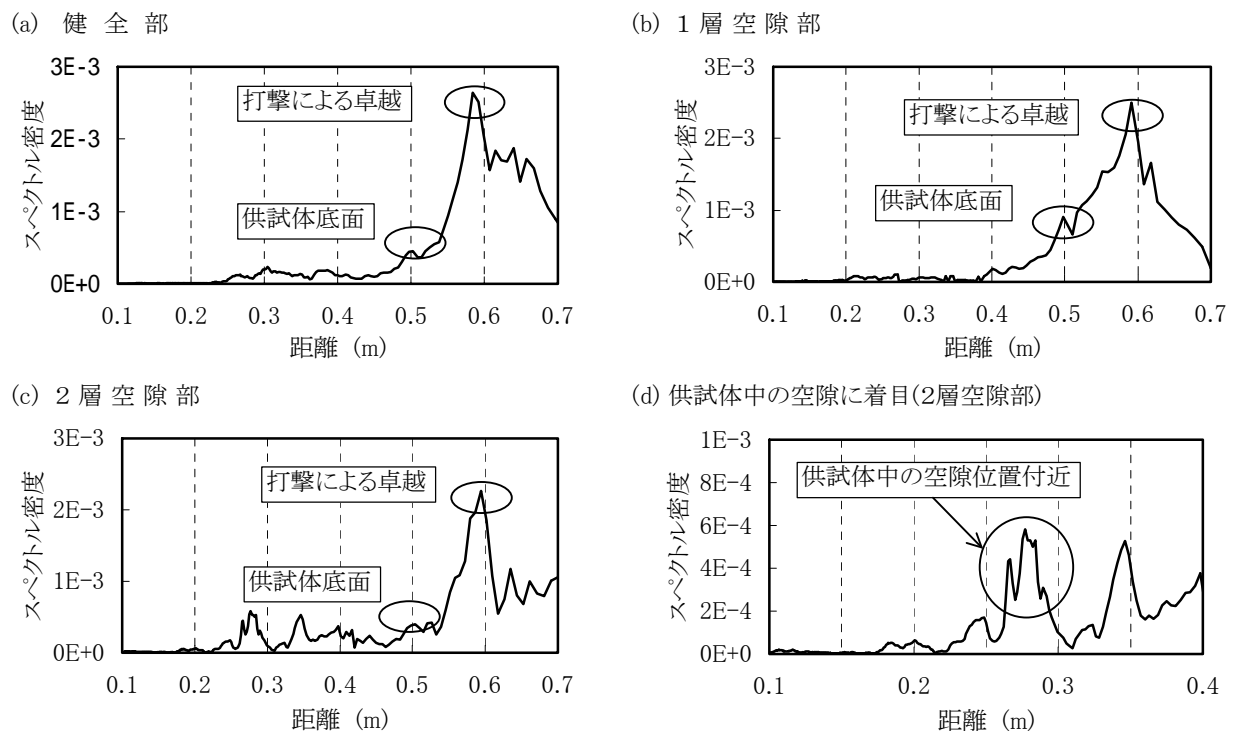 (a) 健 全 部
3E-3
2E-3
1E-3
0E+0
スペクトル密度
打撃による卓越
供試体底面
0.1 0.2 0.3 0.4 0.5 0.6 0.7
距離 (m)
(b) 1 層 空 隙 部
3E-3
2E-3
1E-3
0E+0
スペクトル密度
打撃による卓越
供試体底面
0.1 0.2 0.3 0.4 0.5 0.6 0.7
距離 (m)
(c) 2 層 空 隙 部
3E-3
2E-3
1E-3
0E+0
スペクトル密度
打撃による卓越
供試体底面
0.1 0.2 0.3 0.4 0.5 0.6 0.7
距離 (m)
(d) 供試体中の空隙に着目(2層空隙部)
1E-3
8E-4
6E-4
4E-4
2E-4
0E+0
スペクトル密度
供試体中の空隙位置付近
0.1 0.2 0.3 0.4
距離 (m)